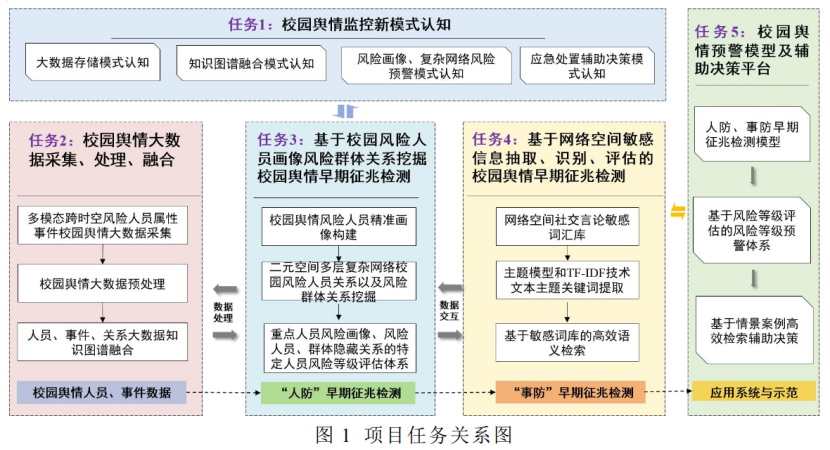 任务1：校园舆情监控新模式认知
大数据存储模式认知
知识图谱融合模式认知
风险画像、复杂网络风险
预警模式认知
应急处置辅助决策模
式认知
任务2：校园舆情大数
据采集、处理、融合
多模态跨时空风险人员属性
事件校园舆情大数据采集
校园舆情大数据预处理
人员、事件、关系大数据知
识图谱融合
校园舆情人员、事件数据
数据
处理
任务3：基于校园风险人
员画像风险群体关系挖掘
校园舆情早期征兆检测
校园舆情风险人员精准画
像构建
二元空间多层复杂网络校
园风险人员关系以及风险
群体关系挖掘
重点人员风险画像、风险
人员、群体隐藏关系的特
定人员风险等级评估体系
“人防”早期征兆检测
数据
交互
任务4：基于网络空间敏感
信息抽取、识别、评估的
校园舆情早期征兆检测
网络空间社交言论敏感
词汇库
主题模型和TF-IDF技术
文本主题关键词提取
基于敏感词库的高效语
义检索
“事防”早期征兆检测
任务5：校园舆
情预警模型及辅
助决策平台
人防、事防早期
征兆检测模型
基于风险等级评
估的风险等级预
警体系
基于情景案例高
效检索辅助决策
应用系统与示范
图 1 项目任务关系图